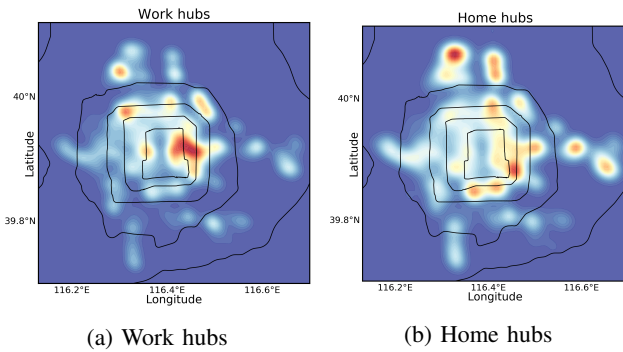 Work hubs
Home hubs
40°N
39.8°N
Latitude
116.2°E
116.4°E
116.6°E
Longitude
40°N
39.8°N
Latitude
116.2°E
116.4°E
116.6°E
Longitude
(a) Work hubs
(b) Home hubs